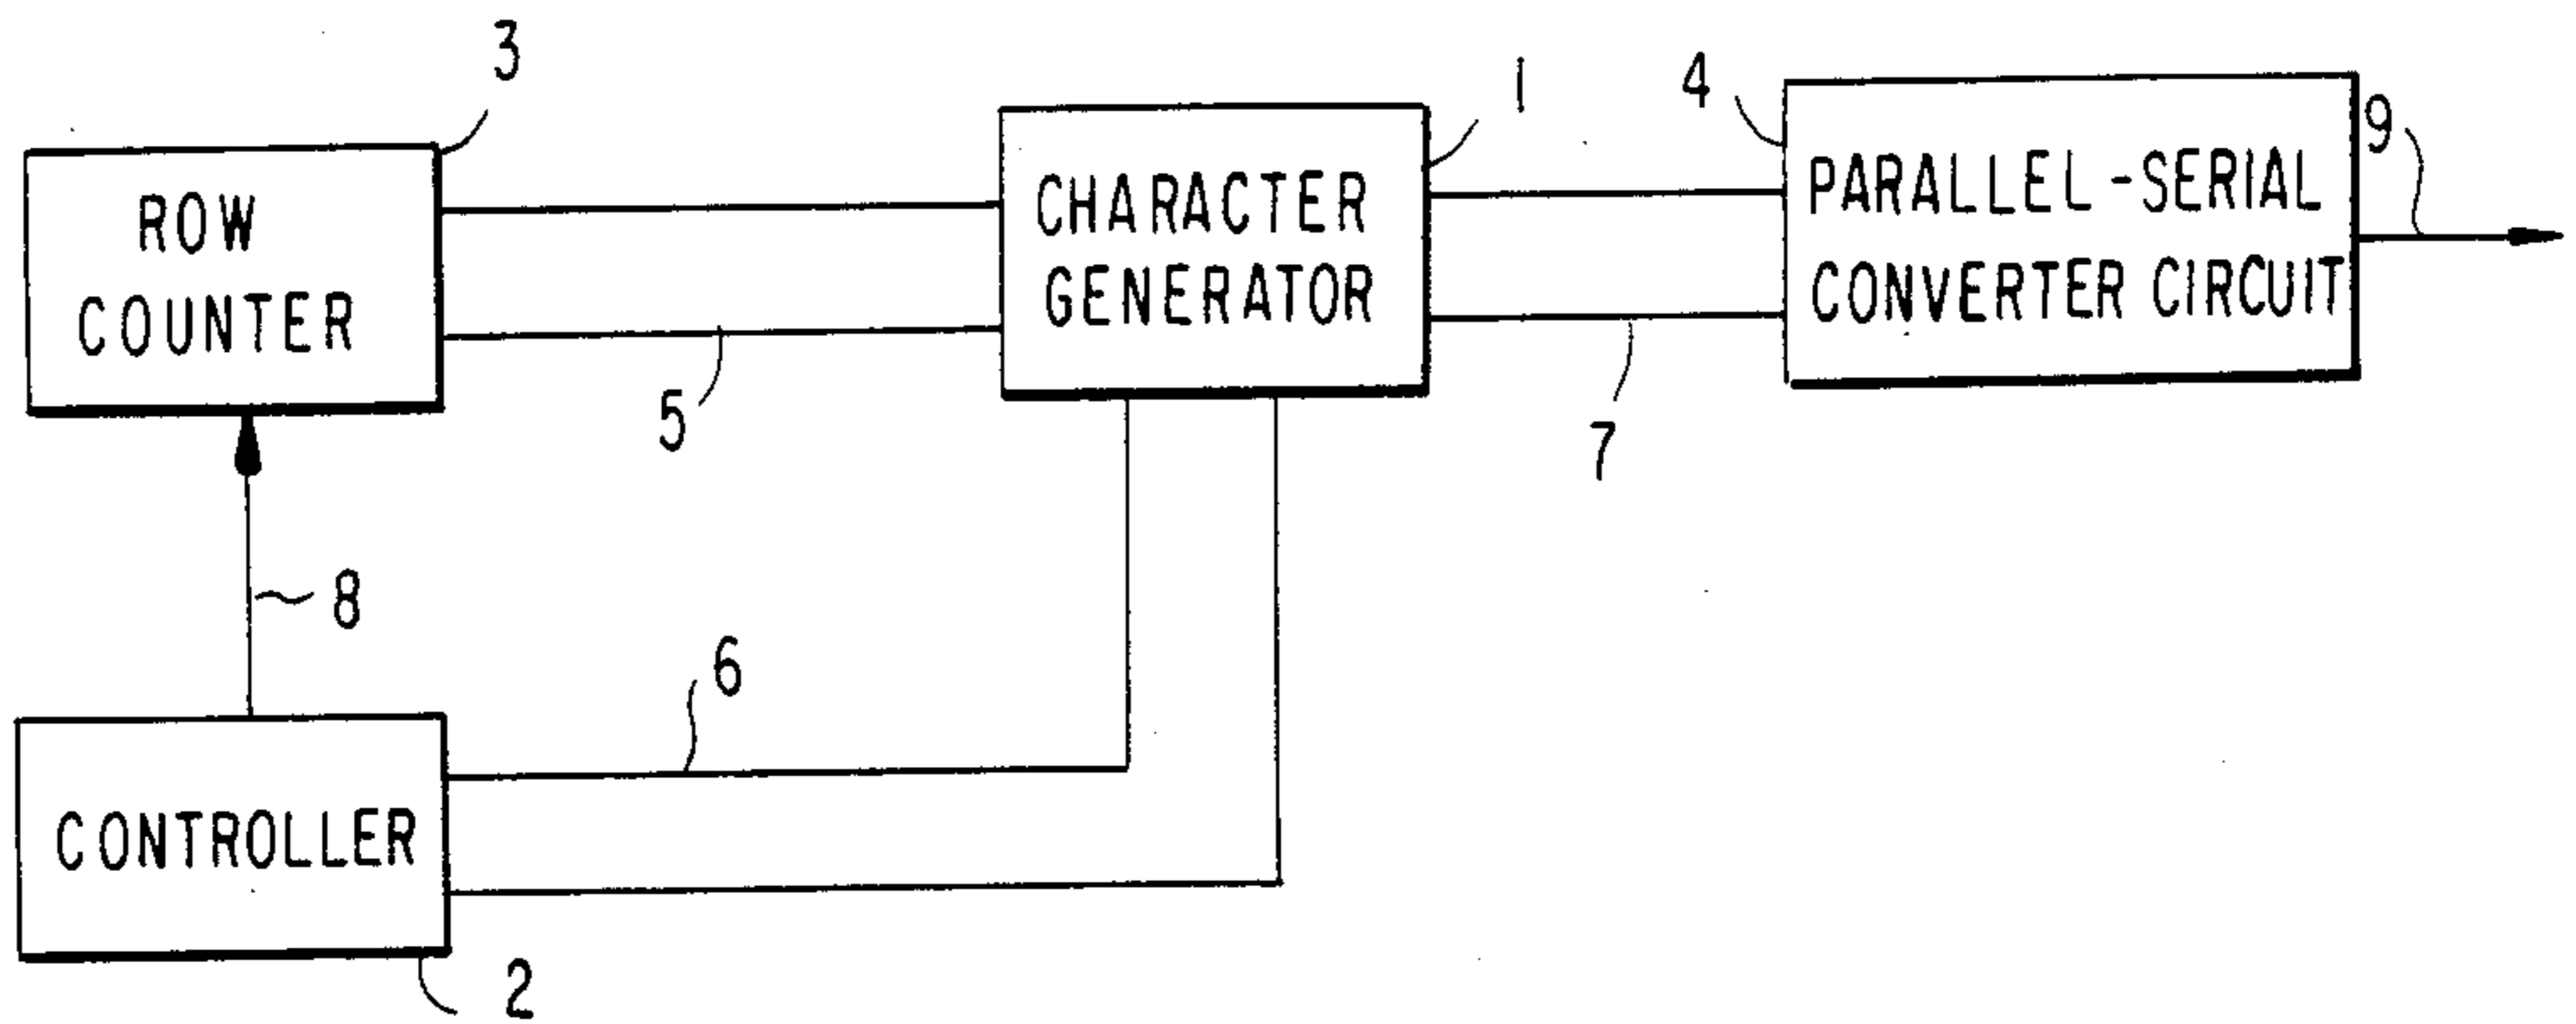 3
1
4
9
ROW
COUNTER
CHARACTER
GENERATOR
PARALLEL-SERIAL
CONVERTER CIRCUIT
5
7
8
6
CONTROLLER
2